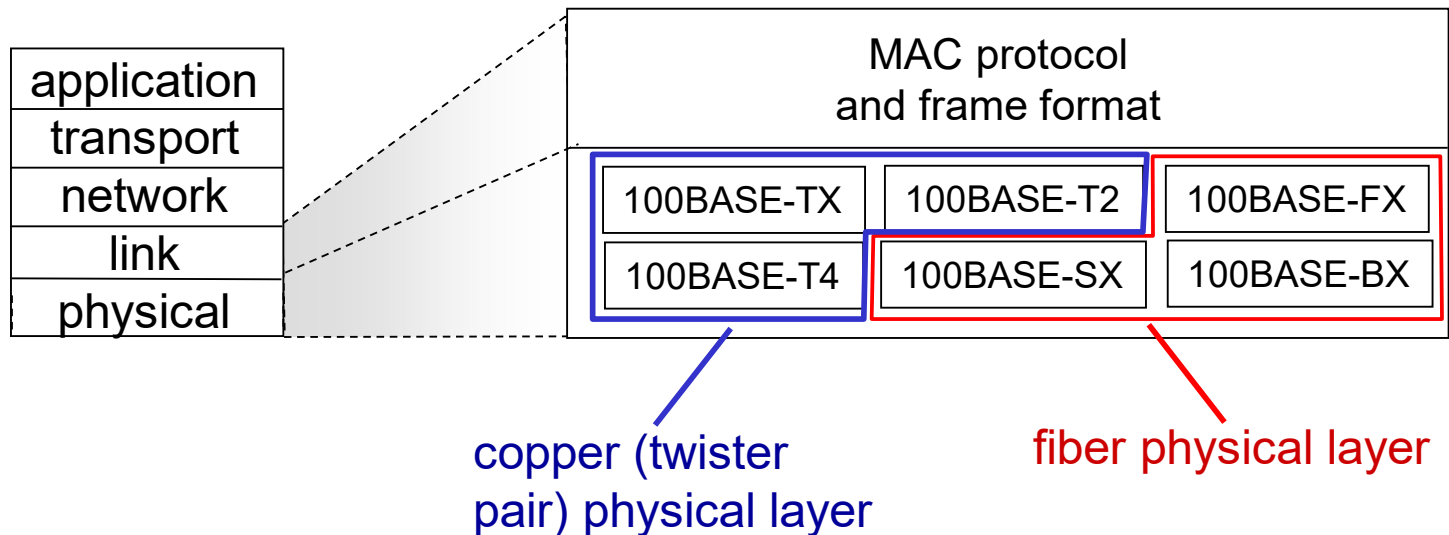 application
transport
network
link
physical
MAC protocol
and frame format
100BASE-TX
100BASE-T2
100BASE-FX
100BASE-T4
100BASE-SX
100BASE-BX
copper (twister
pair) physical layer
fiber physical layer